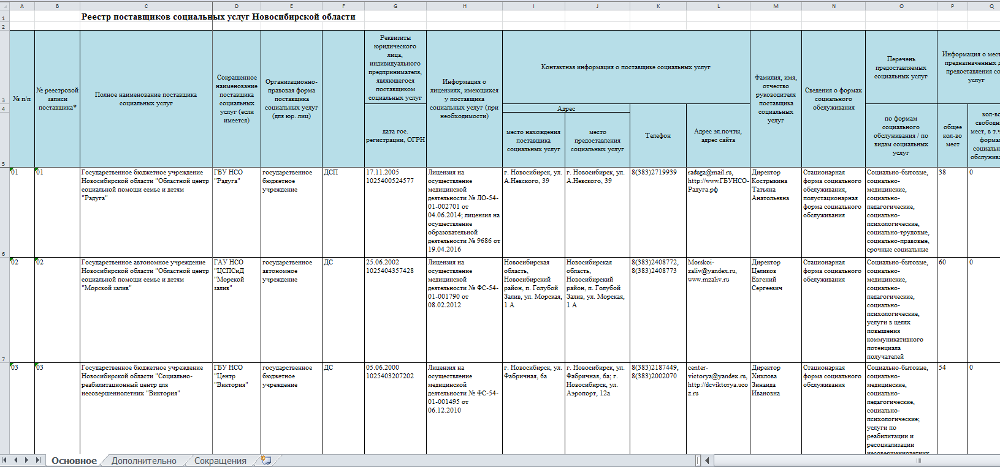 A B C D E F G H I J K L M N O P Q
1 Реестр поставщиков социальных услуг Новосибирской области
2
3
№ п/п
№ реестровой
записи
поставщика*
Полное наименование поставщика
социальных услуг
Сокращенное
наименование
поставщика
социальных
услуг (если
имеется)
Организационно-
правовая форма
поставщика
социальных услуг
(для юр. лиц)
Реквизиты
юридического
лица,
индивидуального
предпринимателя,
являющегося
поставщиком
социальных услуг
Информация о
лицензиях, имеющихся
у поставщика
социальных услуг (при
необходимости)
Контактная информация о поставщике социальных услуг
Фамилия, имя,
отчество
руководителя
поставщика
социальных
услуг
Сведения о формах
социального
обслуживания
Перечень
предоставляемых
социальных услуг
Информация о мест
предназначенных д
предоставления со
услуг
4
Адрес
5
дата гос.
регистрации, ОГРН
место нахождения
поставщика
социальных услуг
место
предоставления
социальных услуг
Телефон
Адрес эл.почты,
адрес сайта
по формам
социального
обслуживания / по
видам социальных
услуг
общее
кол-во
мест
кол-во
свободн
мест, в т.ч
форма
социальн
обслужива
6
01
01
Государственное бюджетное учреждение
Новосибирской области "Областной центр
социальной помощи семье и детям
"Радуга"
ГБУ НСО
"Радуга"
государственное
бюджетное
учреждение
ДСП
17.11.2005
1025400524577
Лицензия на
осуществление
медицинской
деятельности № ЛО-54-
01-002701 от
04.06.2014; лицензия на
осуществление
образовательной
деятельности № 9686 от
19.04.2016
г. Новосибирск, ул.
А.Невского, 39
г. Новосибирск, ул.
А.Невского, 39
8(383)2719939
raduga@mail.ru,
http://www.ГБУНСО-
Радуга.рф
Директор
Кострыкина
Татьяна
Анатольевна
Стационарная
форма социального
обслуживания,
полустационарная
форма социального
обслуживания
Социально-бытовые,
социально-
медицинские,
социально-
педагогические,
социально-
психологические,
социально-трудовые,
социально-правовые,
срочные социальные
38
0
7
02
02
Государственное автономное учреждение
Новосибирской области "Областной центр
социальной помощи семье и детям
"Морской залив"
ГАУ НСО
"ЦСПСиД
"Морской
залив"
государственное
автономное
учреждение
ДС
25.06.2002
1025404357428
Лицензия на
осуществление
медицинской
деятельности № ФС-54-
01-001790 от
08.02.2012
Новосибирская
область,
Новосибирский
район, п. Голубой
Залив, ул. Морская,
1 А
Новосибирская
область,
Новосибирский
район, п. Голубой
Залив, ул. Морская,
1 А
8(383)2408772,
8(383)2408773
Morskoi-
zaliv@yandex.ru,
www.mzaliv.ru
Директор
Целиков
Евгений
Сергеевич
Стационарная
форма социального
обслуживания
Социально-бытовые,
социально-
медицинские,
социально-
педагогические,
социально-
психологические,
услуги в целях
повышения
коммуникативного
потенциала
получателей
60
0
03
03
Государственное бюджетное учреждение
Новосибирской области "Социально-
реабилитационный центр для
несовершеннолетних "Виктория"
ГБУ НСО
"Центр
"Виктория"
государственное
бюджетное
учреждение
ДС
05.06.2000
1025403207202
Лицензия на
осуществление
медицинской
деятельности № ФС-54-
01-001495 от
06.12.2010
г. Новосибирск, ул.
Фабричная, 6а
г. Новосибирск, ул.
Фабричная, 6а; г.
Новосибирск, ул.
Аэропорт, 12а
8(383)2187449,
8(383)2002070
center-
victorya@yandex.ru,
http://dcviktorya.uco
z.ru
Директор
Хихлова
Зинаида
Ивановна
Стационарная
форма социального
обслуживания
Социально-бытовые,
социально-
медицинские,
социально-
педагогические,
социально-
психологические;
услуги по
реабилитации и
ресоциализации
несовершеннолетних
54
0
Основное Дополнительно Сокращения